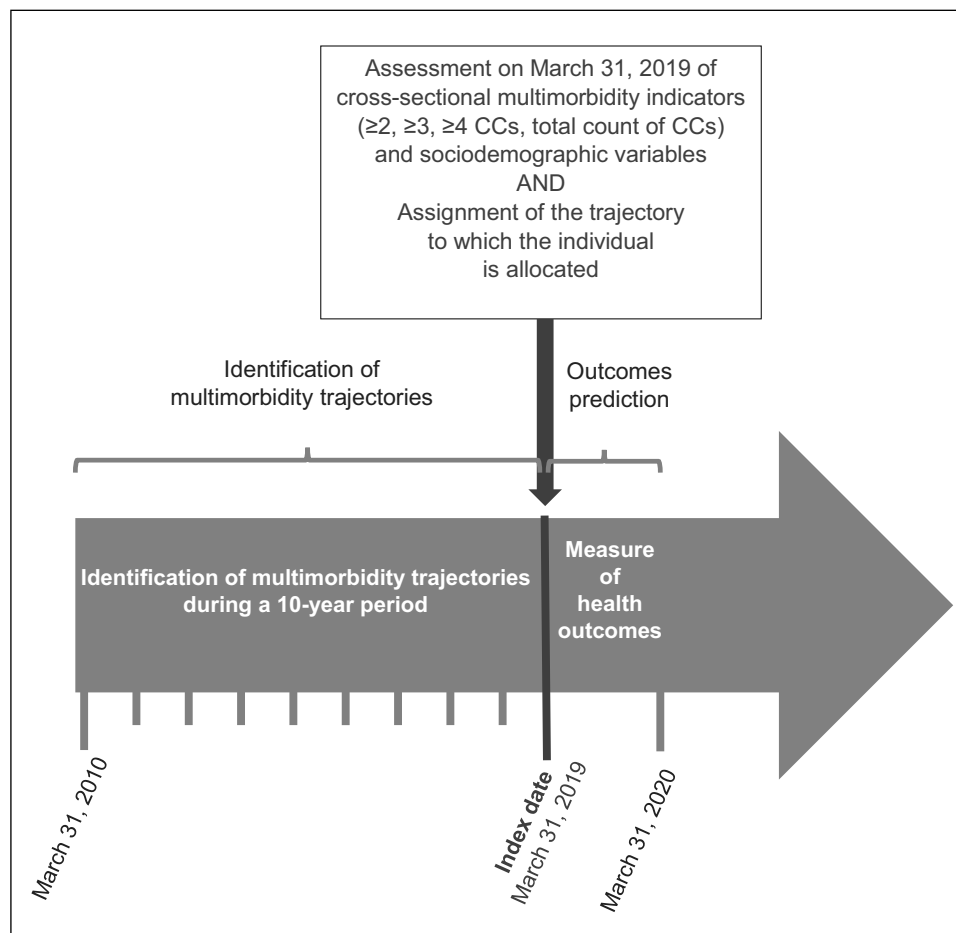 Assessment on March 31, 2019 of
cross-sectional multimorbidity indicators
(≥2, ≥3, ≥4 CCs, total count of CCs)
and sociodemographic variables
AND
Assignment of the trajectory
to which the individual
is allocated
Identification of
multimorbidity trajectories
Outcomes
prediction
Identification of multimorbidity trajectories
during a 10-year period
Measure
of
health
outcomes
March 31, 2010
Index date
March 31, 2019
March 31, 2020